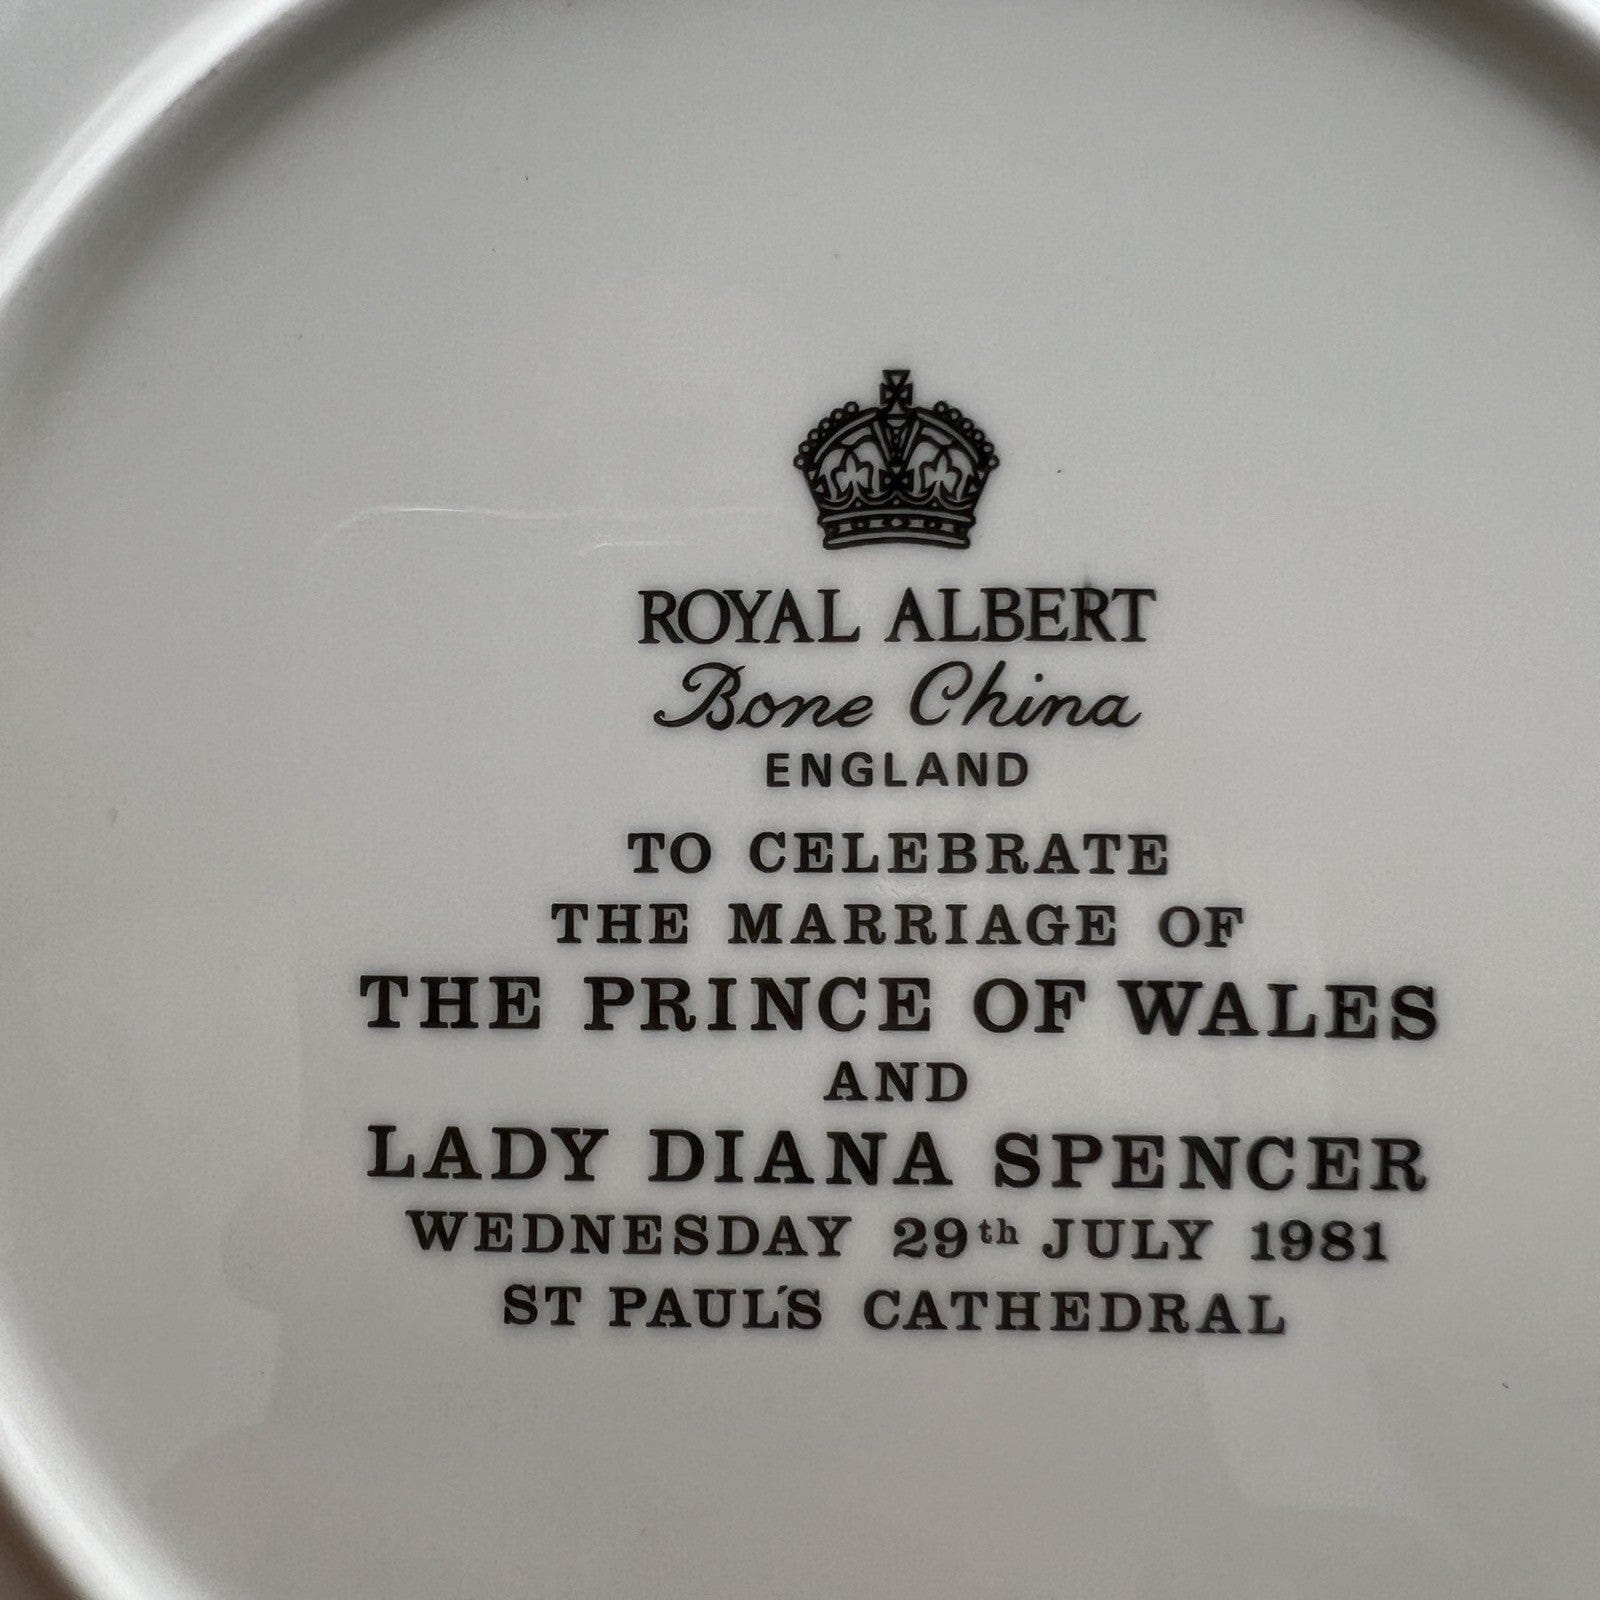 ROYAL ALBERT
Bone China
ENGLAND
TO CELEBRATE
THE MARRIAGE OF
THE PRINCE OF WALES
AND
LADY DIANA SPENCER
WEDNESDAY 29th JULY 1981
ST PAUL'S CATHEDRAL